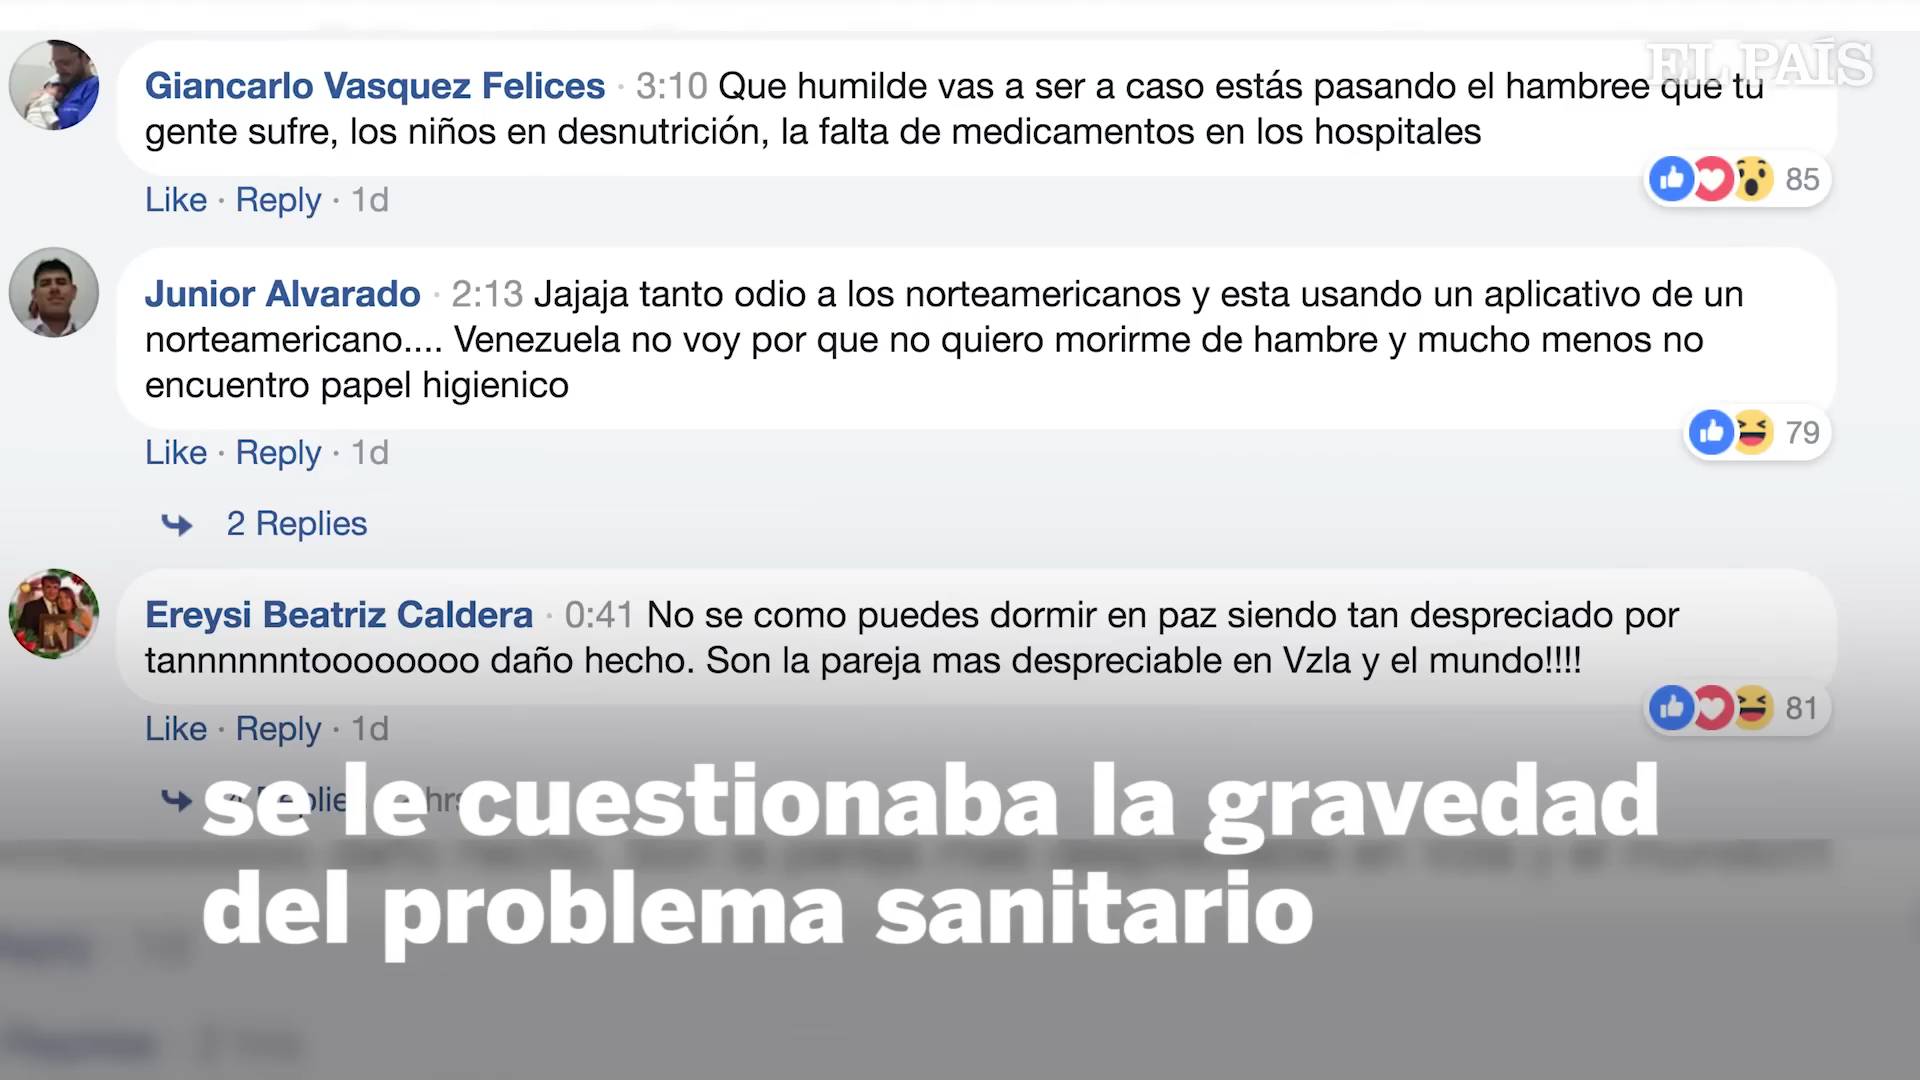 EL PAÍS
Giancarlo Vasquez Felices · 3:10 Que humilde vas a ser a caso estás pasando el hambree que tu
gente sufre, los niños en desnutrición, la falta de medicamentos en los hospitales
85
Like · Reply · 1d
Junior Alvarado · 2:13 Jajaja tanto odio a los norteamericanos y esta usando un aplicativo de un
norteamericano.... Venezuela no voy por que no quiero morirme de hambre y mucho menos no
encuentro papel higienico
79
Like · Reply · 1d
2 Replies
Ereysi Beatriz Caldera · 0:41 No se como puedes dormir en paz siendo tan despreciado por
tannnnnntoooooooo daño hecho. Son la pareja mas despreciable en Vzla y el mundo!!!!
81
Like · Reply · 1d
se le cuestionaba la gravedad
del problema sanitario